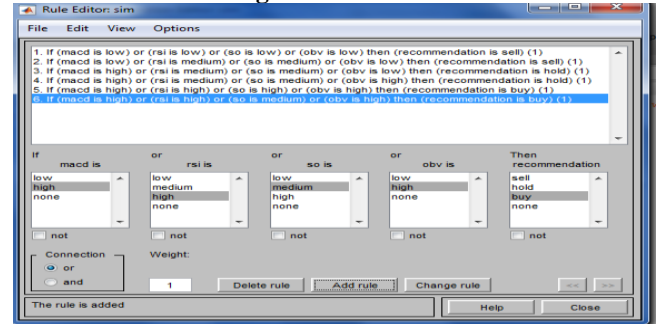 Rule Editor: sim
File Edit View Options
1. If (macd is low) or (rsi is low) or (so is low) or (obv is low) then (recommendation is sell) (1)
2. If (macd is low) or (rsi is medium) or (so is medium) or (obv is low) then (recommendation is sell) (1)
3. If (macd is high) or (rsi is medium) or (so is medium) or (obv is low) then (recommendation is hold) (1)
4. If (macd is high) or (rsi is medium) or (so is medium) or (obv is high) then (recommendation is hold) (1)
5. If (macd is high) or (rsi is high) or (so is high) or (obv is high) then (recommendation is buy) (1)
6. If (macd is high) or (rsi is high) or (so is medium) or (obv is high) then (recommendation is buy) (1)
If or or or Then
macd is rsi is so is obv is recommendation
low low low low sell
high medium medium high hold
none high high none buy
none none none
not not not not not
Connection Weight:
or
and 1 Delete rule Add rule Change rule << >>
The rule is added Help Close